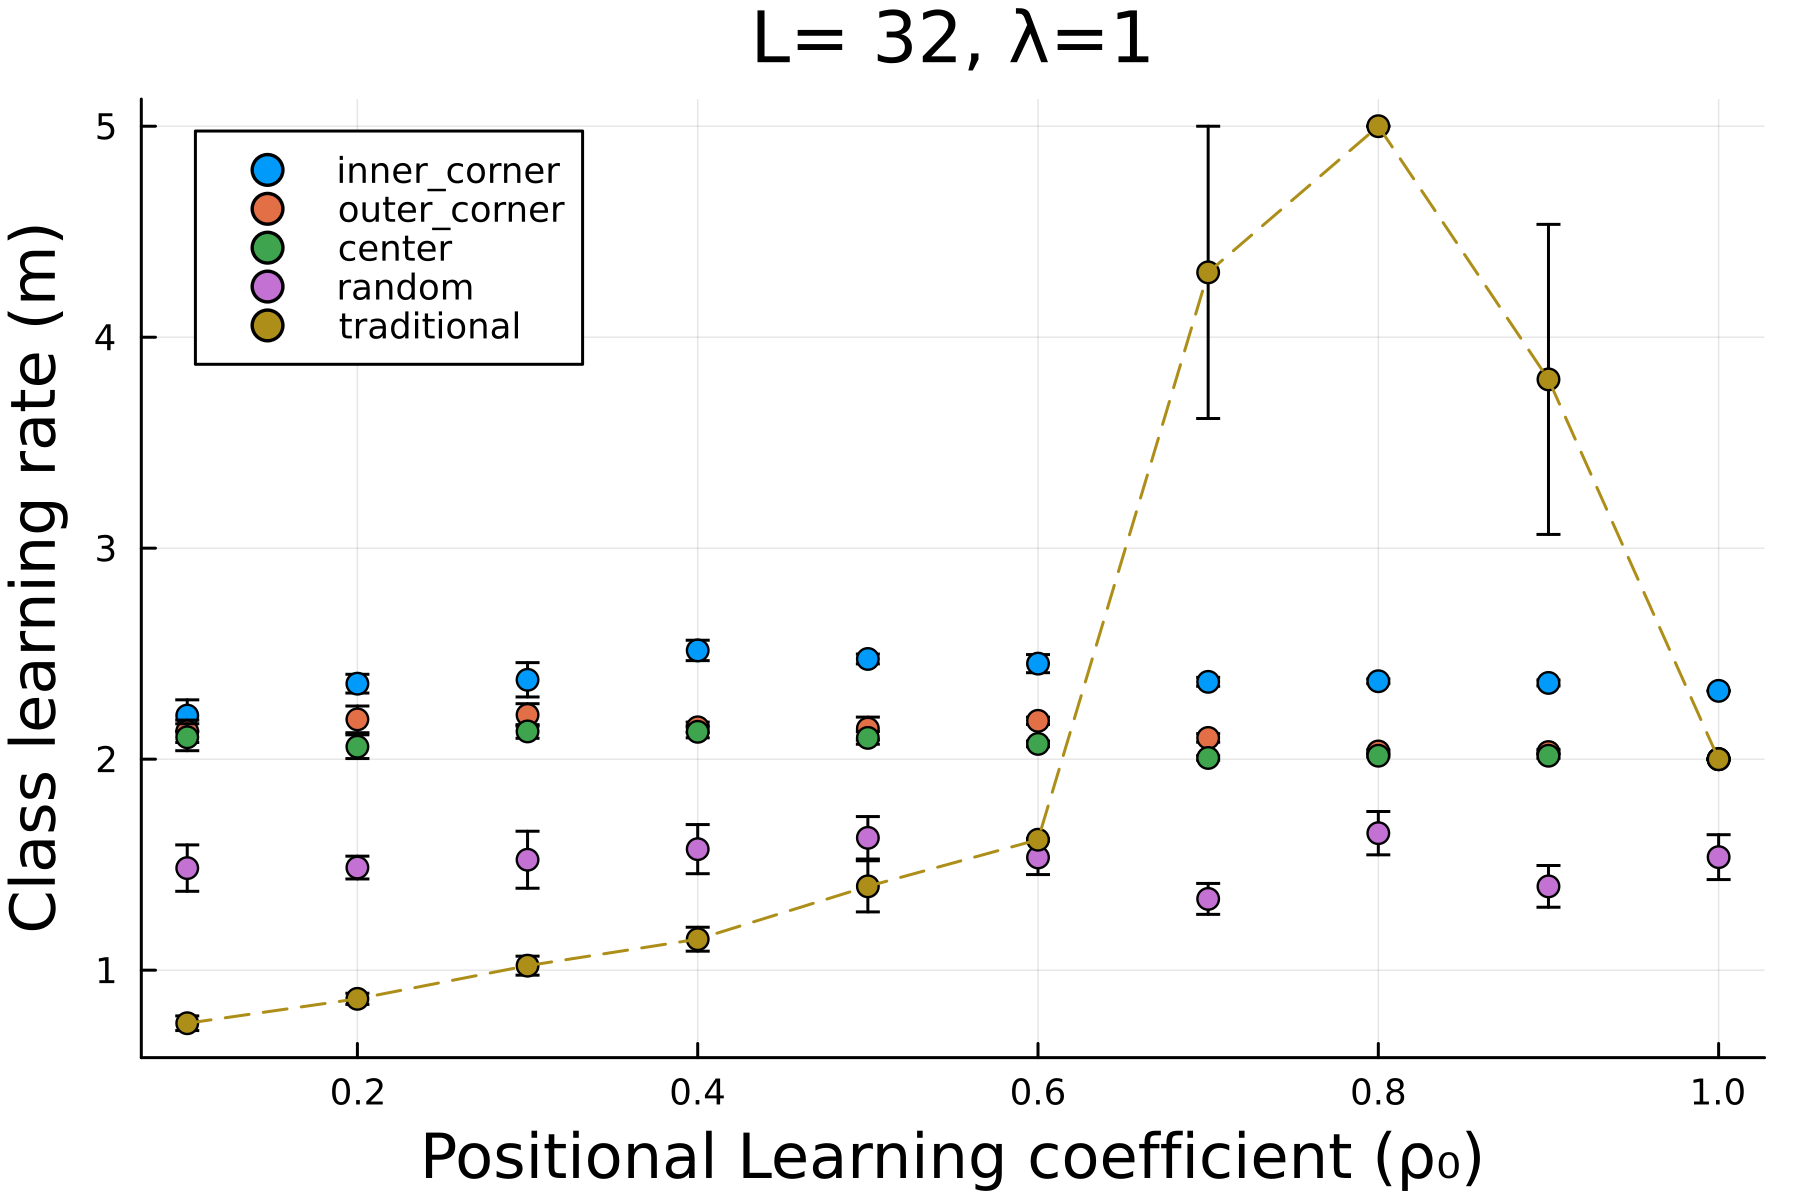 L= 32, λ=1
Class learning rate (m)
5
4
3
2
1
inner_corner
outer_corner
center
random
traditional
0.2
0.4
0.6
0.8
1.0
Positional Learning coefficient (ρ₀)